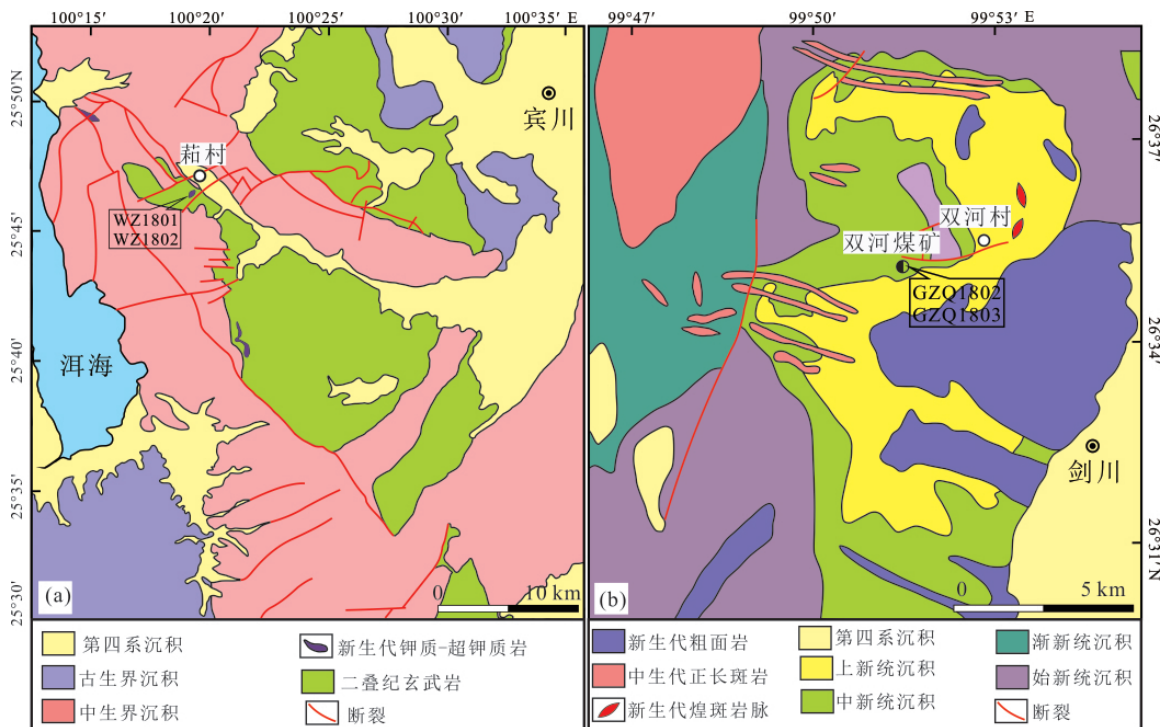 100°15′
100°20′
100°25′
100°35′ E
25°50′N
25°45′
25°40′
25°35′
25°30′
宾川
茹村
WZ1801
WZ1802
洱海
(a)
0
10 km
第四系沉积
古生界沉积
中生界沉积
新生代钾质-超钾质岩
二叠纪玄武岩
断裂
99°47′
99°50′
99°53′ E
26°37′
26°34′
26°31′N
双河村
双河煤矿
GZQ1802
GZQ1803
剑川
(b)
0
5 km
新生代粗面岩
中生代正长斑岩
新生代煌斑岩脉
第四系沉积
上新统沉积
中新统沉积
渐新统沉积
始新统沉积
断裂